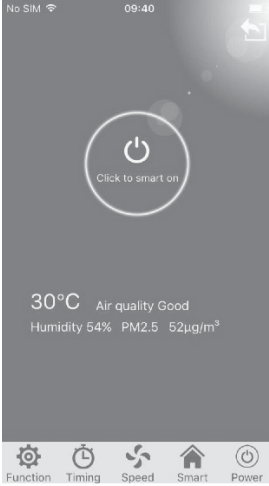 No SIM 09:40
Click to smart on
30°C Air quality Good
Humidity 54% PM2.5 52μg/m³
Function Timing Speed Smart Power